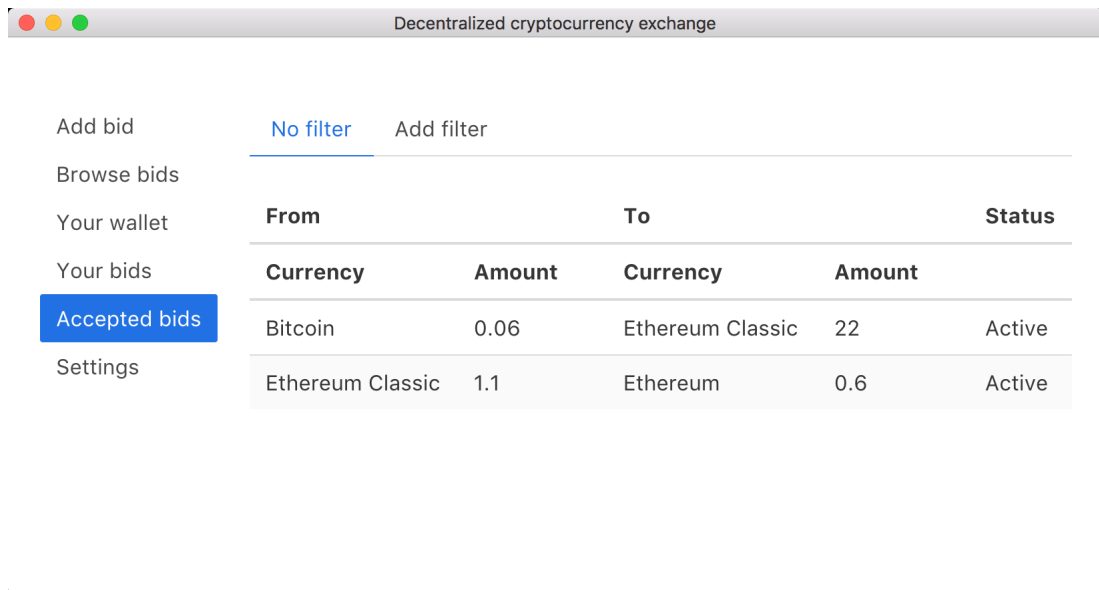 Decentralized cryptocurrency exchange
Add bid
Browse bids
Your wallet
Your bids
Accepted bids
Settings
No filter Add filter
From To Status
Currency Amount Currency Amount
Bitcoin 0.06 Ethereum Classic 22 Active
Ethereum Classic 1.1 Ethereum 0.6 Active